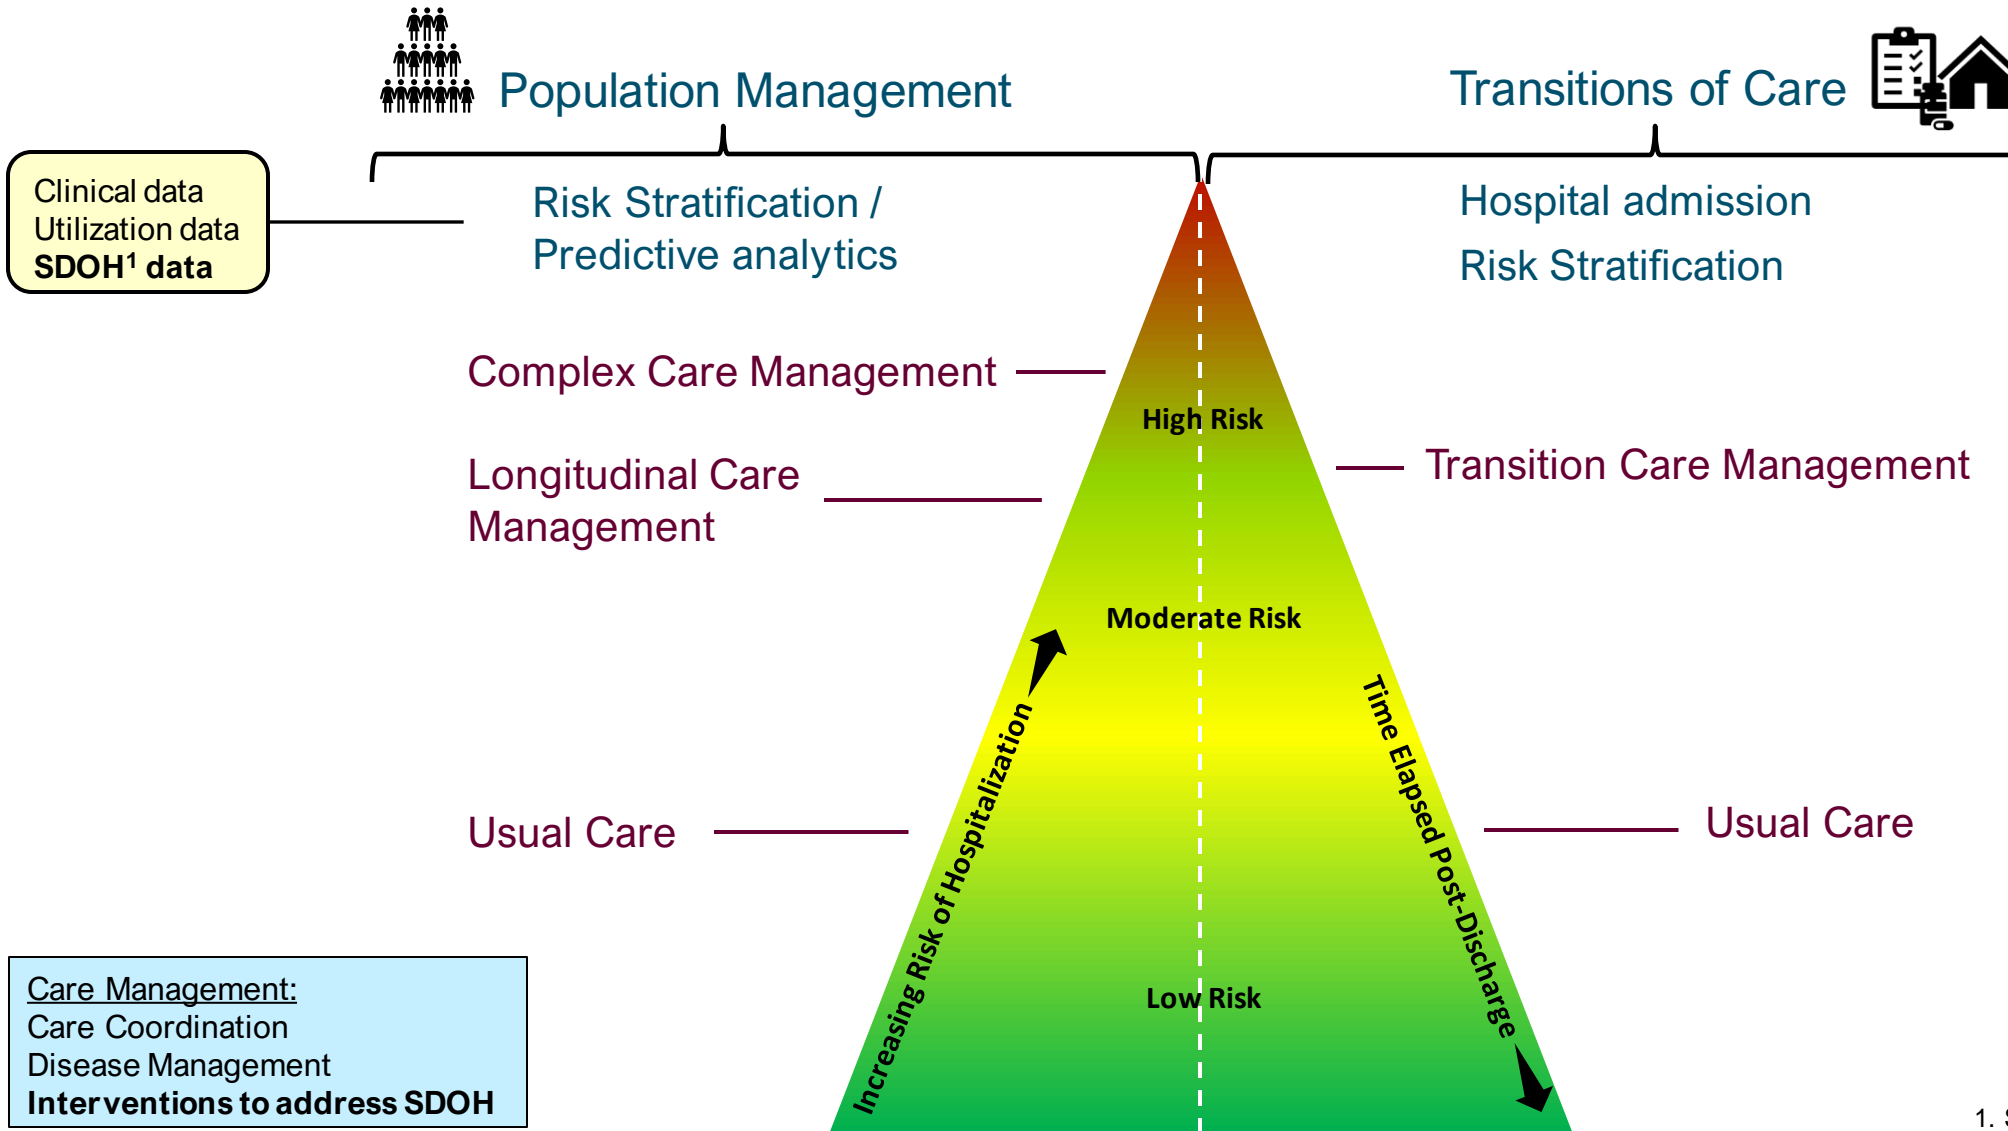 Population Management
Transitions of Care
Clinical data
Utilization data
SDOH¹ data
Risk Stratification /
Predictive analytics
Hospital admission
Risk Stratification
Complex Care Management
High Risk
Longitudinal Care
Management
Transition Care Management
Moderate Risk
Increasing Risk of Hospitalization
Time Elapsed Post-Discharge
Usual Care
Usual Care
Low Risk
Care Management:
Care Coordination
Disease Management
Interventions to address SDOH
1.